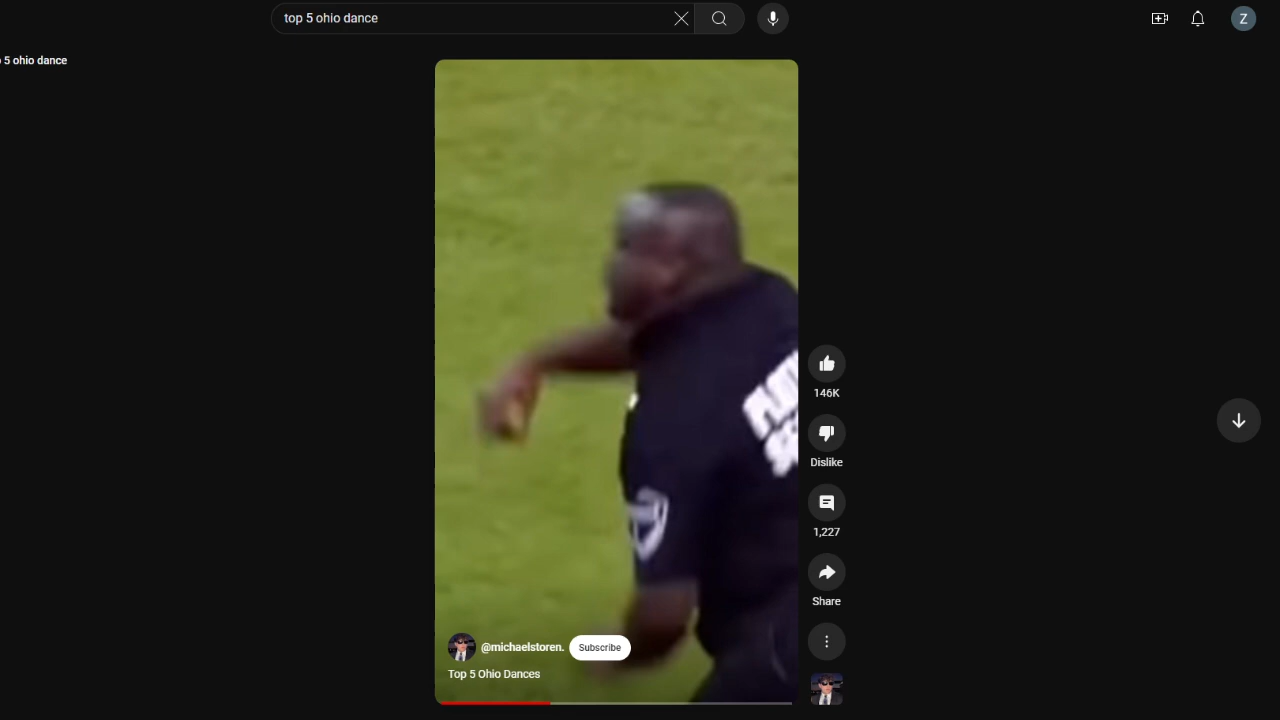 top 5 ohio dance
Z
5 ohio dance
146K
Dislike
1,227
Share
@michaelstoren.
Subscribe
Top 5 Ohio Dances